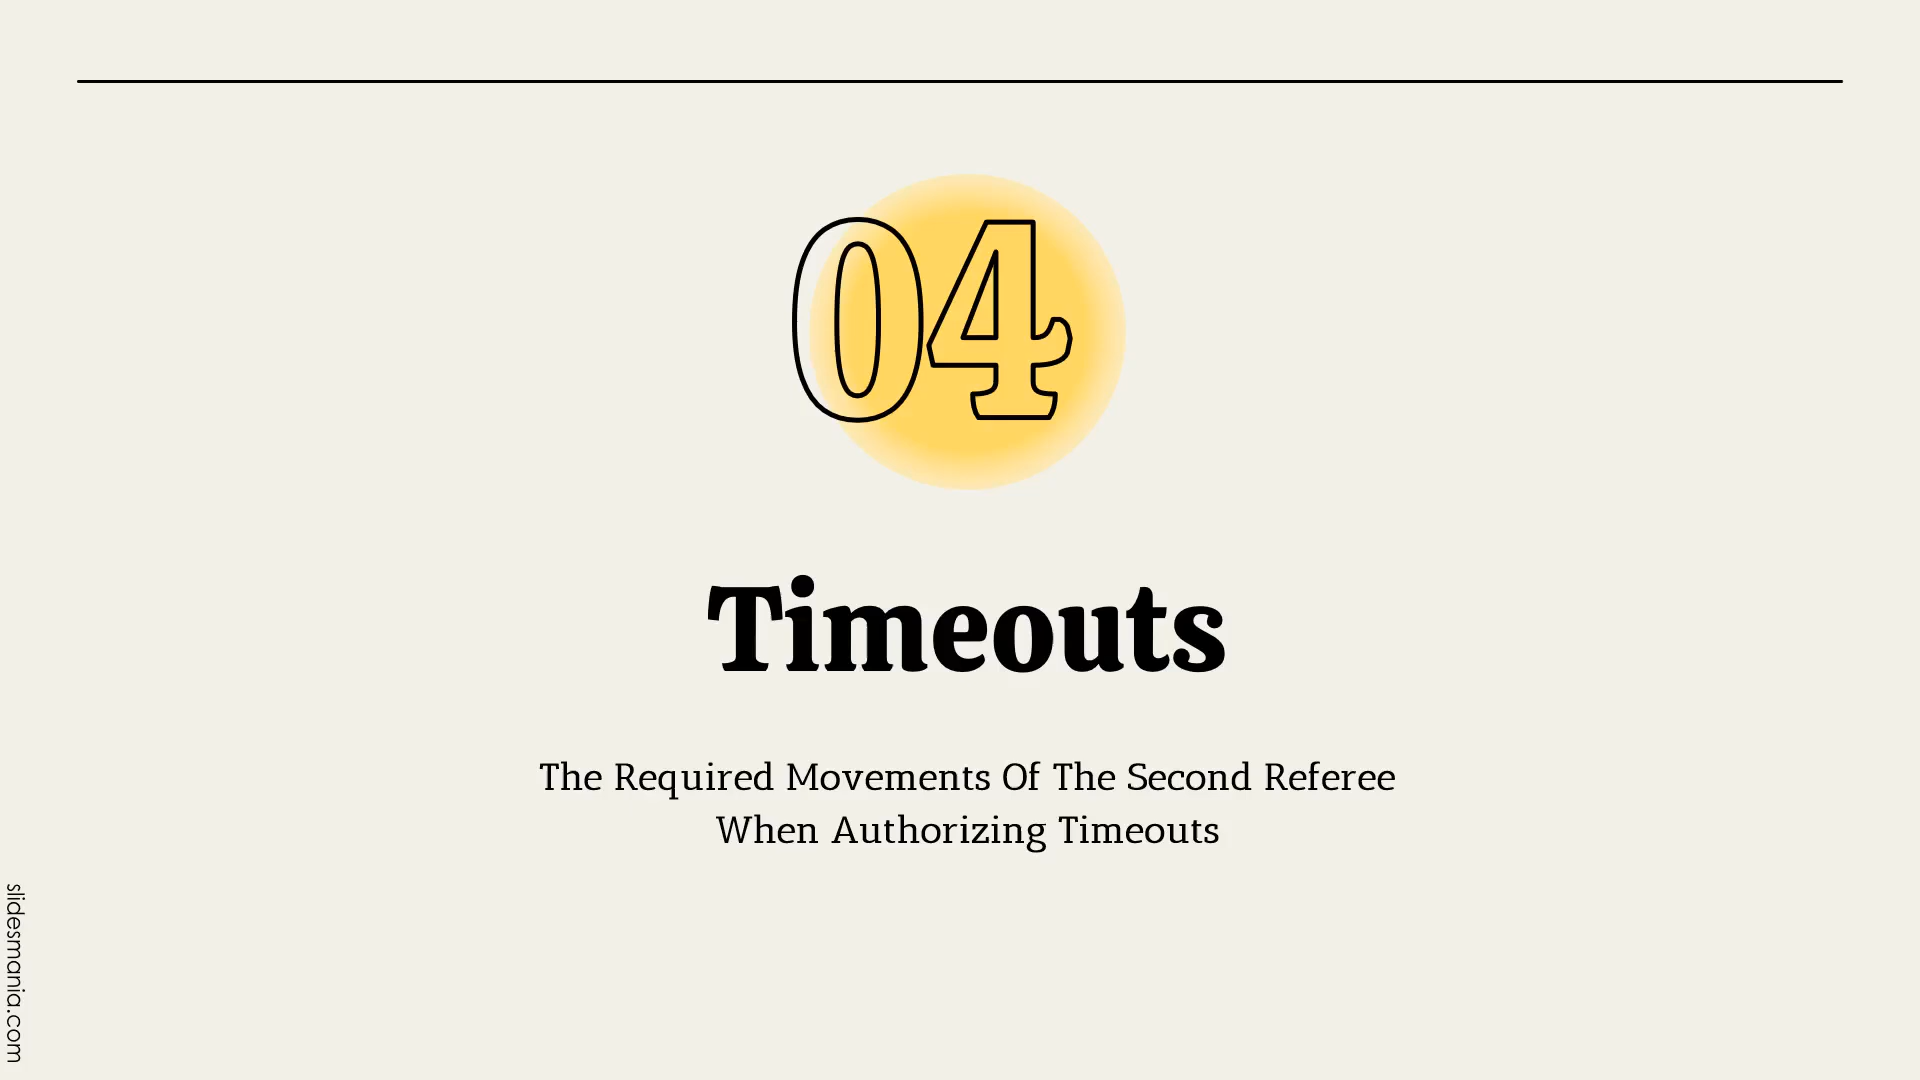 04
Timeouts
The Required Movements Of The Second Referee
When Authorizing Timeouts
slidesmania.com